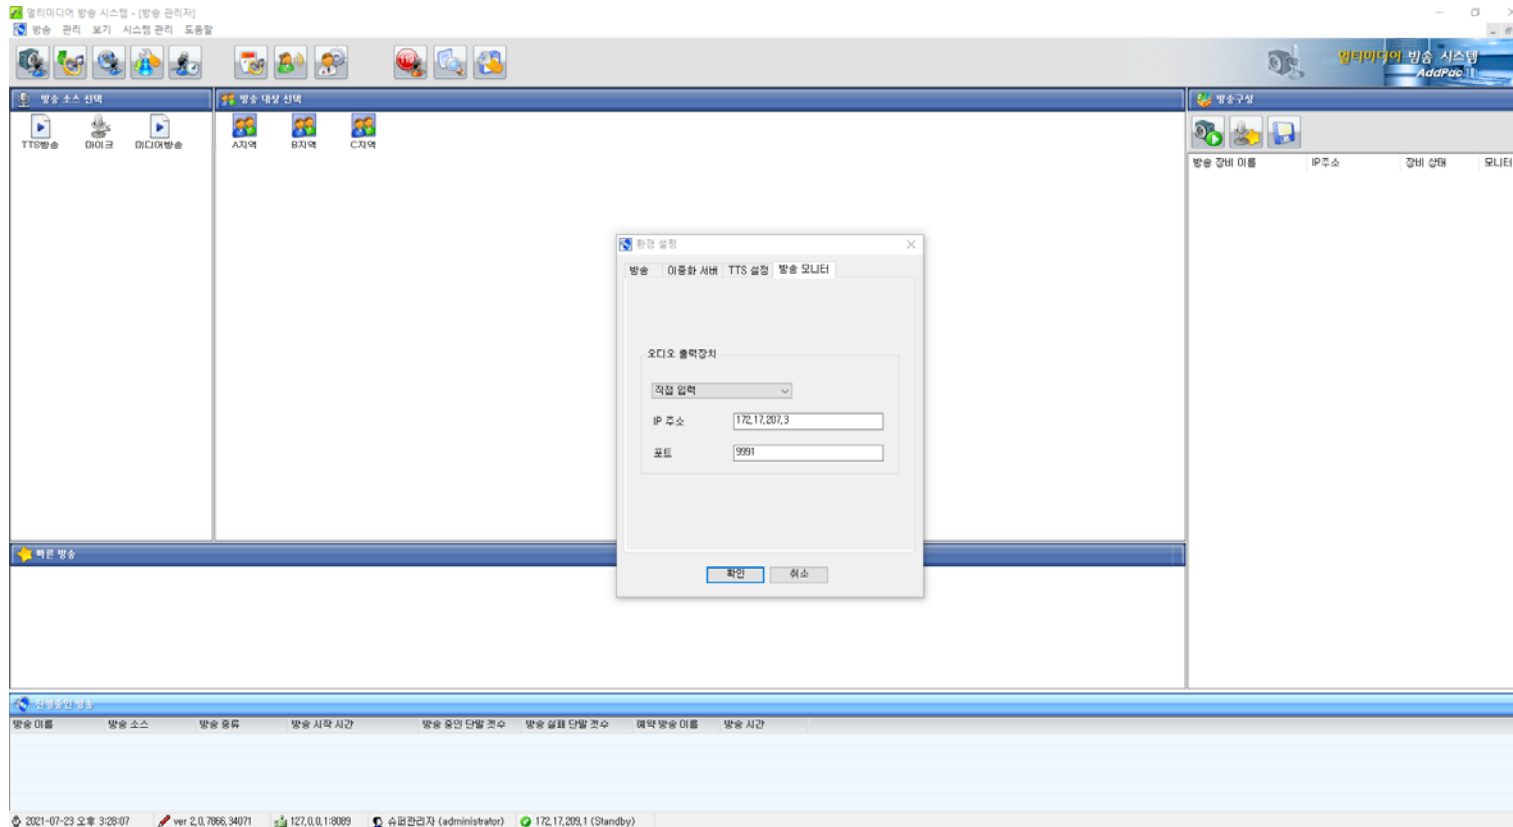 멀티미디어 방송 시스템 - [방송 관리자]
방송 관리 보기 시스템 관리 도움말
멀티미디어 방송 시스템
AddPac
방송 소스 선택
방송 대상 선택
방송구성
TTS방송 마이크 미디어방송
A지역 B지역 C지역
방송 장비 이름 IP주소 장비 상태 모니터
환경 설정
방송 이중화 서버 TTS 설정 방송 모니터
오디오 출력장치
직접 입력
IP 주소 172.17.207.3
포트 9991
확인 취소
빠른 방송
진행중인 방송
방송 이름 방송 소스 방송 종류 방송 시작 시간 방송 중인 단말 갯수 방송 실패 단말 갯수 예약 방송 이름 방송 시간
2021-07-23 오후 3:28:07 ver 2.0.7866.34071 127.0.0.1:8089 슈퍼관리자 (administrator) 172.17.209.1 (Standby)